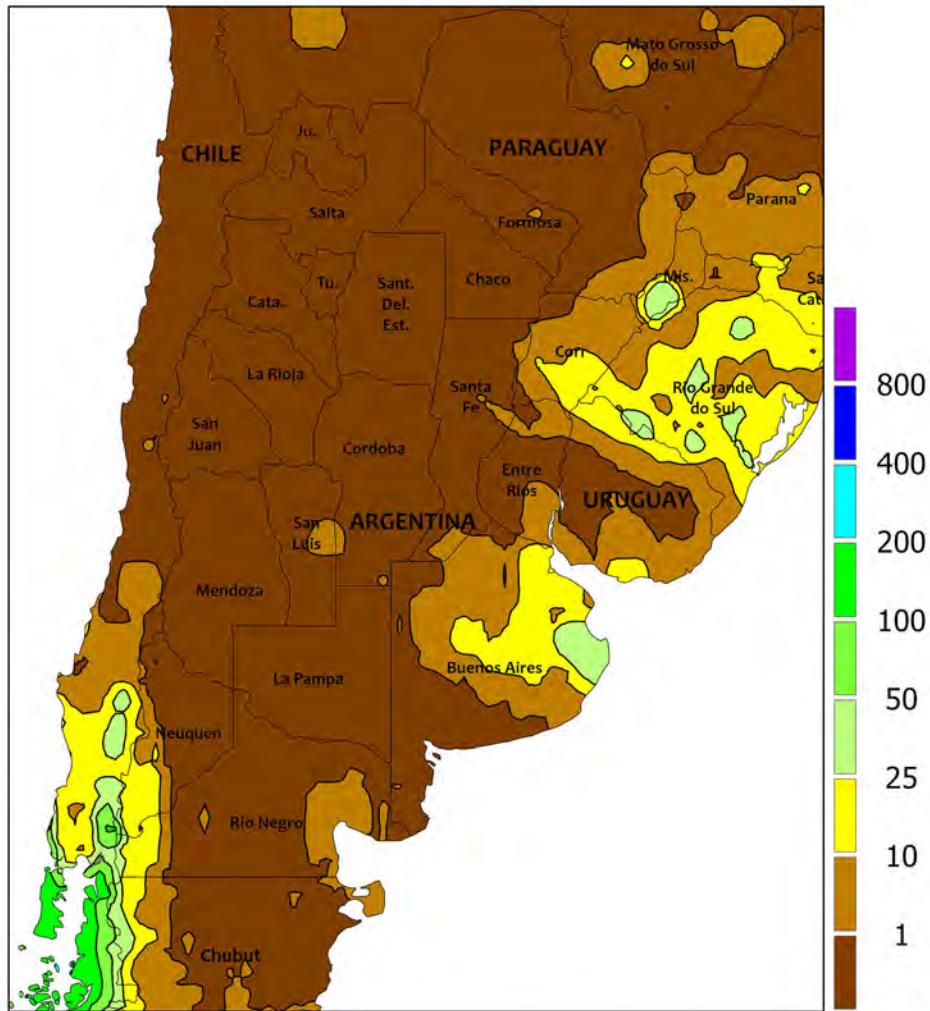 Mato Grosso
do Sul
Ju.
CHILE
PARAGUAY
Parana
Salta
Formosa
Mis.
Chaco
Sa
Tu.
Sant.
Del.
Est.
Cata.
Cat
Corr
La Rioja
Santa
Fe
Rio Grande
do Sul
San
Juan
Cordoba
Entre
Rios
URUGUAY
San
Luis
ARGENTINA
Mendoza
Buenos Aires
La Pampa
Neuquen
Rio Negro
Chubut
800
400
200
100
50
25
10
1